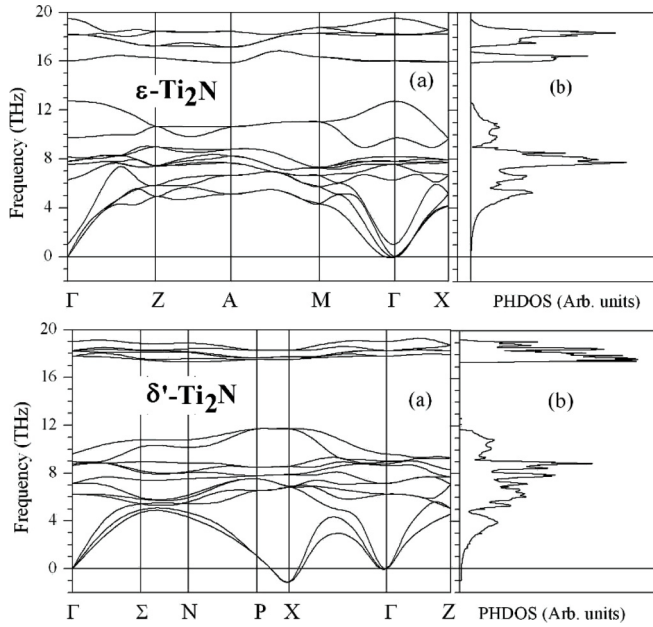 20
16
12
8
4
0
Frequency (THz)
ε-Ti₂N
(a)
(b)
Γ Z A M Γ X PHDOS (Arb. units)
20
16
12
8
4
0
Frequency (THz)
δ'-Ti₂N
(a)
(b)
Γ Σ N P X Γ Z PHDOS (Arb. units)